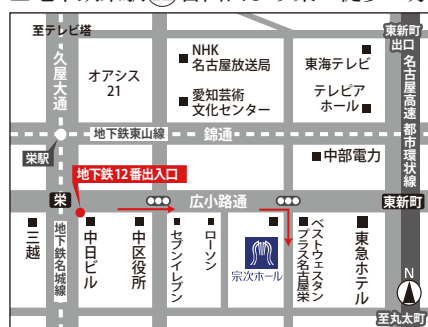 至テレビ塔
東新町
出口
久屋大通
オアシス
21
NHK
名古屋放送局
愛知芸術
文化センター
東海テレビ
テレピア
ホール
名古屋高速都市環状線
地下鉄東山線
錦通
栄駅
中部電力
地下鉄12番出入口
栄
広小路通
東新町
三越
地下鉄名城線
中日ビル
中区役所
セブンイレブン
ローソン
宗次ホール
ベストウェスタン
プラス名古屋栄
東急ホテル
N
至丸太町